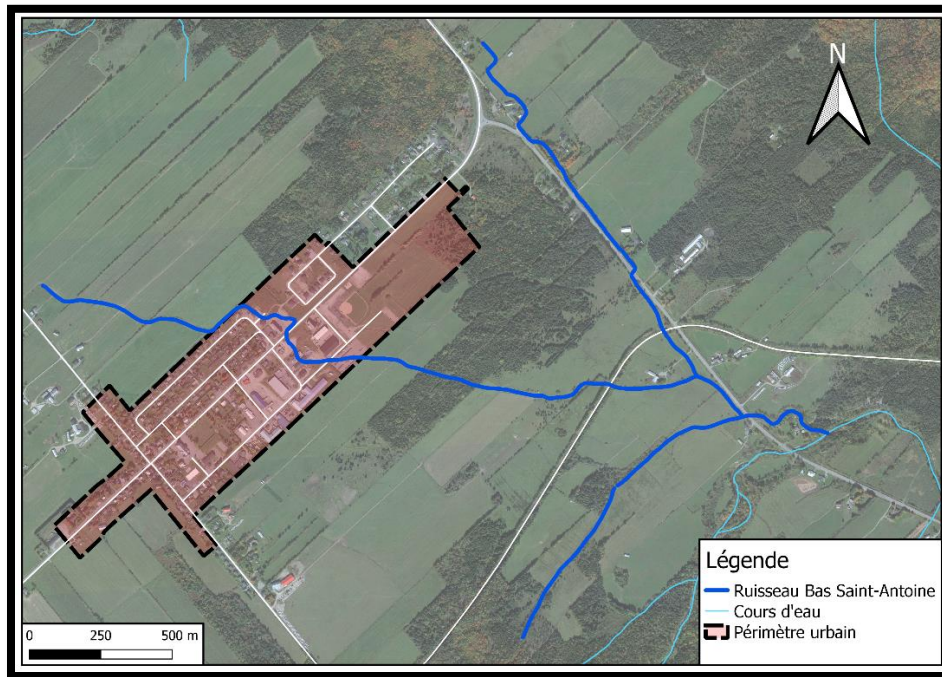 N
Légende
Ruisseau Bas Saint-Antoine
Cours d'eau
Périmètre urbain
0 250 500 m